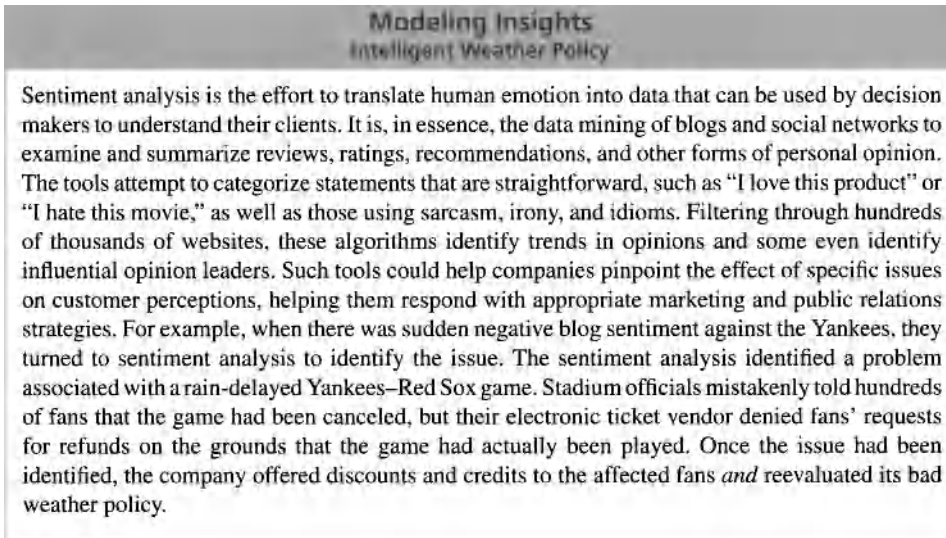 Modeling Insights
Intelligent Weather Policy
Sentiment analysis is the effort to translate human emotion into data that can be used by decision
makers to understand their clients. It is, in essence, the data mining of blogs and social networks to
examine and summarize reviews, ratings, recommendations, and other forms of personal opinion.
The tools attempt to categorize statements that are straightforward, such as “I love this product” or
“I hate this movie,” as well as those using sarcasm, irony, and idioms. Filtering through hundreds
of thousands of websites, these algorithms identify trends in opinions and some even identify
influential opinion leaders. Such tools could help companies pinpoint the effect of specific issues
on customer perceptions, helping them respond with appropriate marketing and public relations
strategies. For example, when there was sudden negative blog sentiment against the Yankees, they
turned to sentiment analysis to identify the issue. The sentiment analysis identified a problem
associated with a rain-delayed Yankees–Red Sox game. Stadium officials mistakenly told hundreds
of fans that the game had been canceled, but their electronic ticket vendor denied fans’ requests
for refunds on the grounds that the game had actually been played. Once the issue had been
identified, the company offered discounts and credits to the affected fans and reevaluated its bad
weather policy.